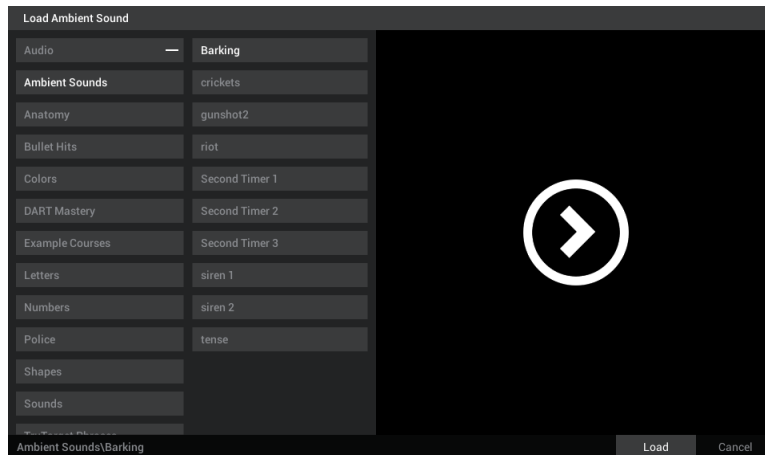 Load Ambient Sound
Audio
Ambient Sounds
Anatomy
Bullet Hits
Colors
DART Mastery
Example Courses
Letters
Numbers
Police
Shapes
Sounds
Barking
crickets
gunshot2
riot
Second Timer 1
Second Timer 2
Second Timer 3
siren 1
siren 2
tense
Ambient Sounds\Barking
Load Cancel